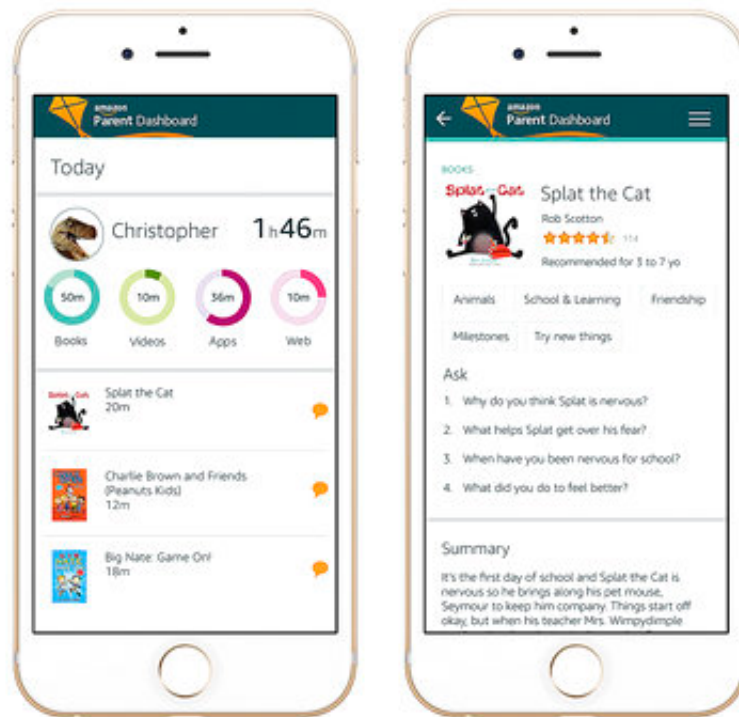 amazon
Parent Dashboard
Today
Christopher 1h46m
50m 10m 36m 10m
Books Videos Apps Web
Splat the Cat
20m
Charlie Brown and Friends
(Peanuts Kids)
12m
Big Nate: Game On!
18m
amazon
Parent Dashboard
BOOKS
Splat the Cat
Splat the Cat
Rob Scotton
114
Recommended for 3 to 7 yo
Animals School & Learning Friendship
Milestones Try new things
Ask
1. Why do you think Splat is nervous?
2. What helps Splat get over his fear?
3. When have you been nervous for school?
4. What did you do to feel better?
Summary
It's the first day of school and Splat the Cat is
nervous so he brings along his pet mouse,
Seymour to keep him company. Things start off
okay, but when his teacher Mrs. Wimpydimple